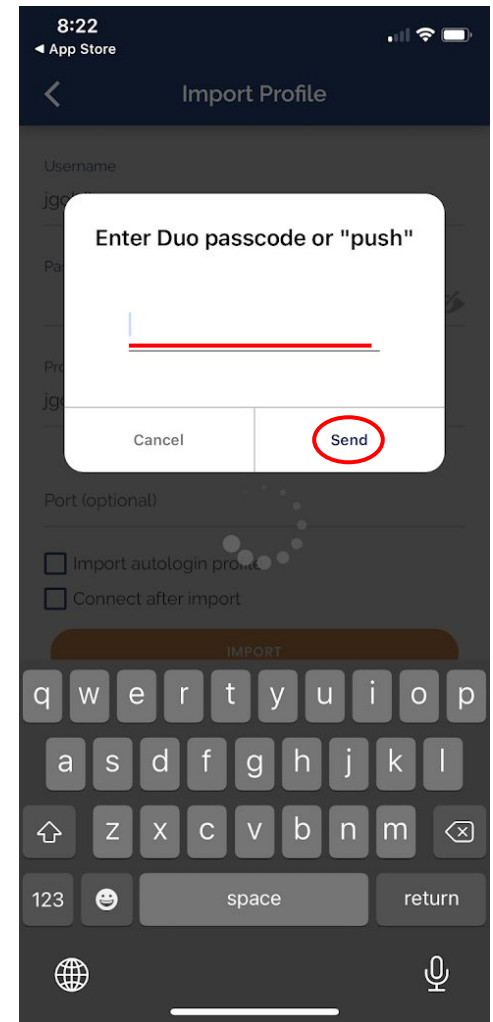 8:22
◀ App Store
Import Profile
Username
Enter Duo passcode or "push"
Cancel
Send
Port (optional)
Import autologin profile
Connect after import
IMPORT
q w e r t y u i o p
a s d f g h j k l
z x c v b n m
123 space return